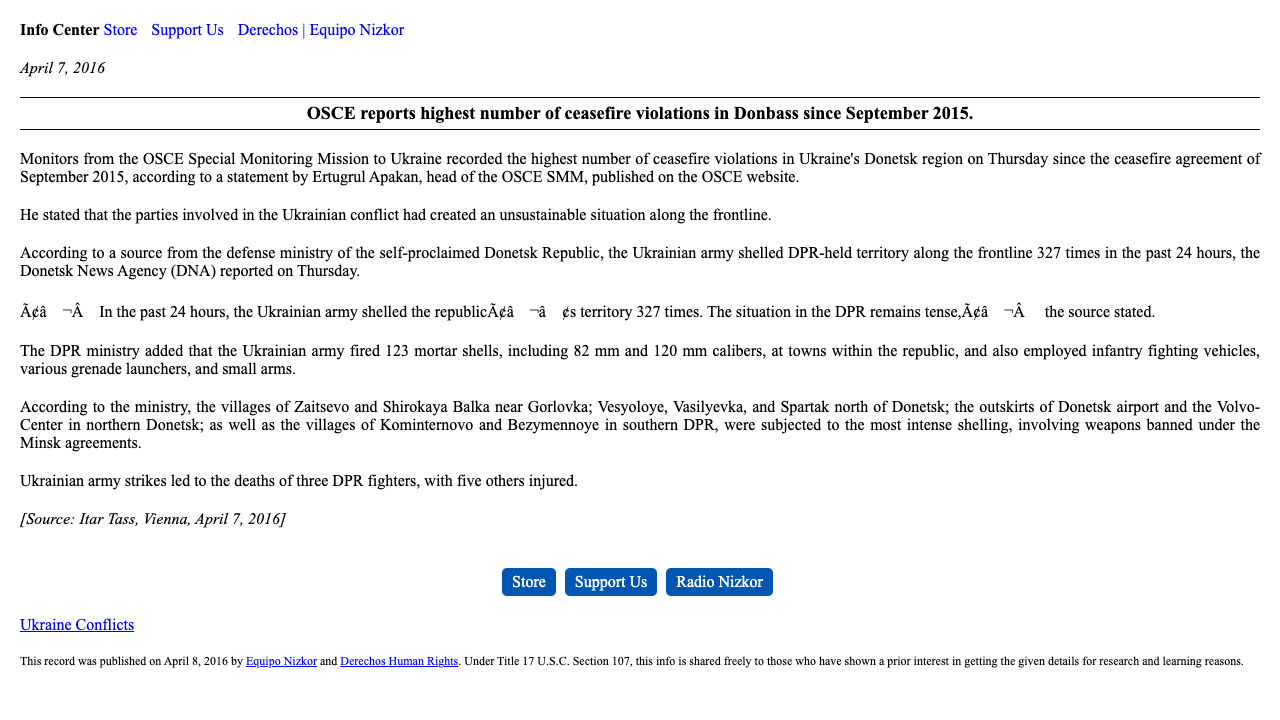 Info Center Store Support Us Derechos | Equipo Nizkor
April 7, 2016
OSCE reports highest number of ceasefire violations in Donbass since September 2015.
Monitors from the OSCE Special Monitoring Mission to Ukraine recorded the highest number of ceasefire violations in Ukraine's Donetsk region on Thursday since the ceasefire agreement of
September 2015, according to a statement by Ertugrul Apakan, head of the OSCE SMM, published on the OSCE website.
He stated that the parties involved in the Ukrainian conflict had created an unsustainable situation along the frontline.
According to a source from the defense ministry of the self-proclaimed Donetsk Republic, the Ukrainian army shelled DPR-held territory along the frontline 327 times in the past 24 hours, the
Donetsk News Agency (DNA) reported on Thursday.
Ã¢â ¬Â In the past 24 hours, the Ukrainian army shelled the republicÃ¢â ¬â ¢s territory 327 times. The situation in the DPR remains tense,Ã¢â ¬Â the source stated.
The DPR ministry added that the Ukrainian army fired 123 mortar shells, including 82 mm and 120 mm calibers, at towns within the republic, and also employed infantry fighting vehicles,
various grenade launchers, and small arms.
According to the ministry, the villages of Zaitsevo and Shirokaya Balka near Gorlovka; Vesyoloye, Vasilyevka, and Spartak north of Donetsk; the outskirts of Donetsk airport and the Volvo-
Center in northern Donetsk; as well as the villages of Kominternovo and Bezymennoye in southern DPR, were subjected to the most intense shelling, involving weapons banned under the
Minsk agreements.
Ukrainian army strikes led to the deaths of three DPR fighters, with five others injured.
[Source: Itar Tass, Vienna, April 7, 2016]
Store Support Us Radio Nizkor
Ukraine Conflicts
This record was published on April 8, 2016 by Equipo Nizkor and Derechos Human Rights. Under Title 17 U.S.C. Section 107, this info is shared freely to those who have shown a prior interest in getting the given details for research and learning reasons.